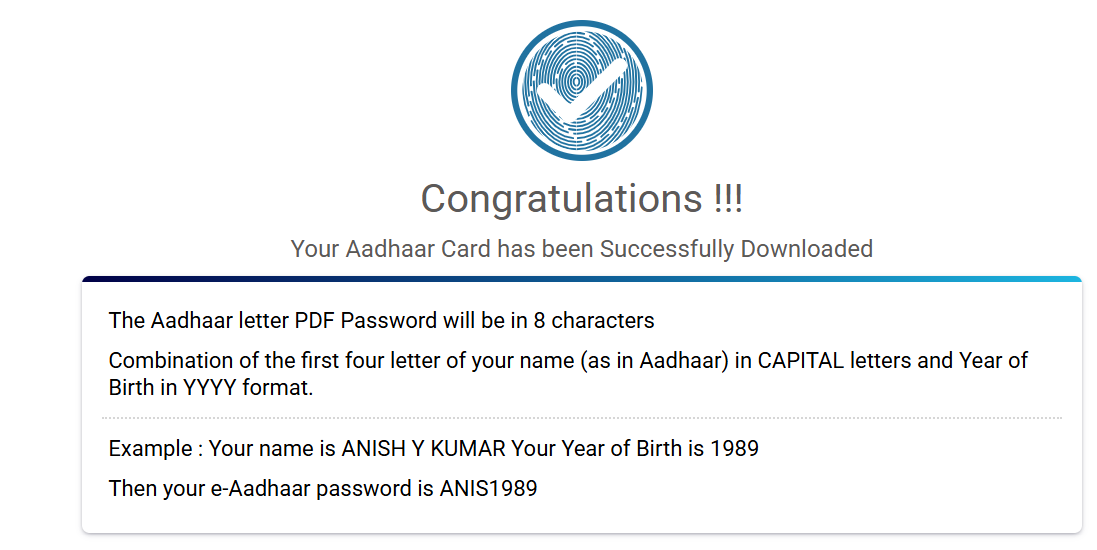 Congratulations !!!
Your Aadhaar Card has been Successfully Downloaded
The Aadhaar letter PDF Password will be in 8 characters
Combination of the first four letter of your name (as in Aadhaar) in CAPITAL letters and Year of
Birth in YYYY format.
Example : Your name is ANISH Y KUMAR Your Year of Birth is 1989
Then your e-Aadhaar password is ANIS1989